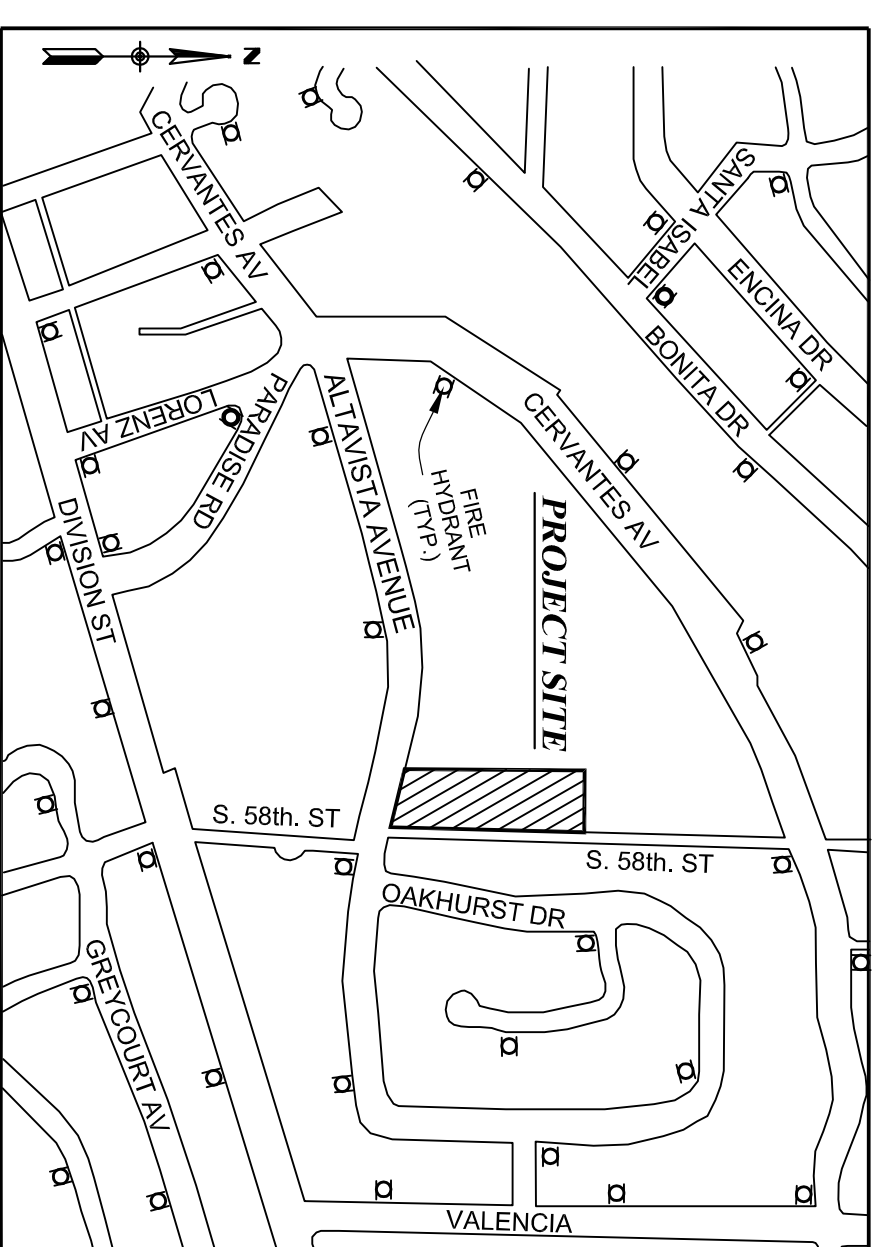 N
CERVANTES AV
SANTA ISABEL
ENCINA DR
BONITA DR
LORENZ AV
PARADISE RD
ALTAVISTA AVENUE
FIRE
HYDRANT
(TYP.)
CERVANTES AV
PROJECT SITE
DIVISION ST
S. 58th. ST
S. 58th. ST
OAKHURST DR
GREYCOURT AV
VALENCIA